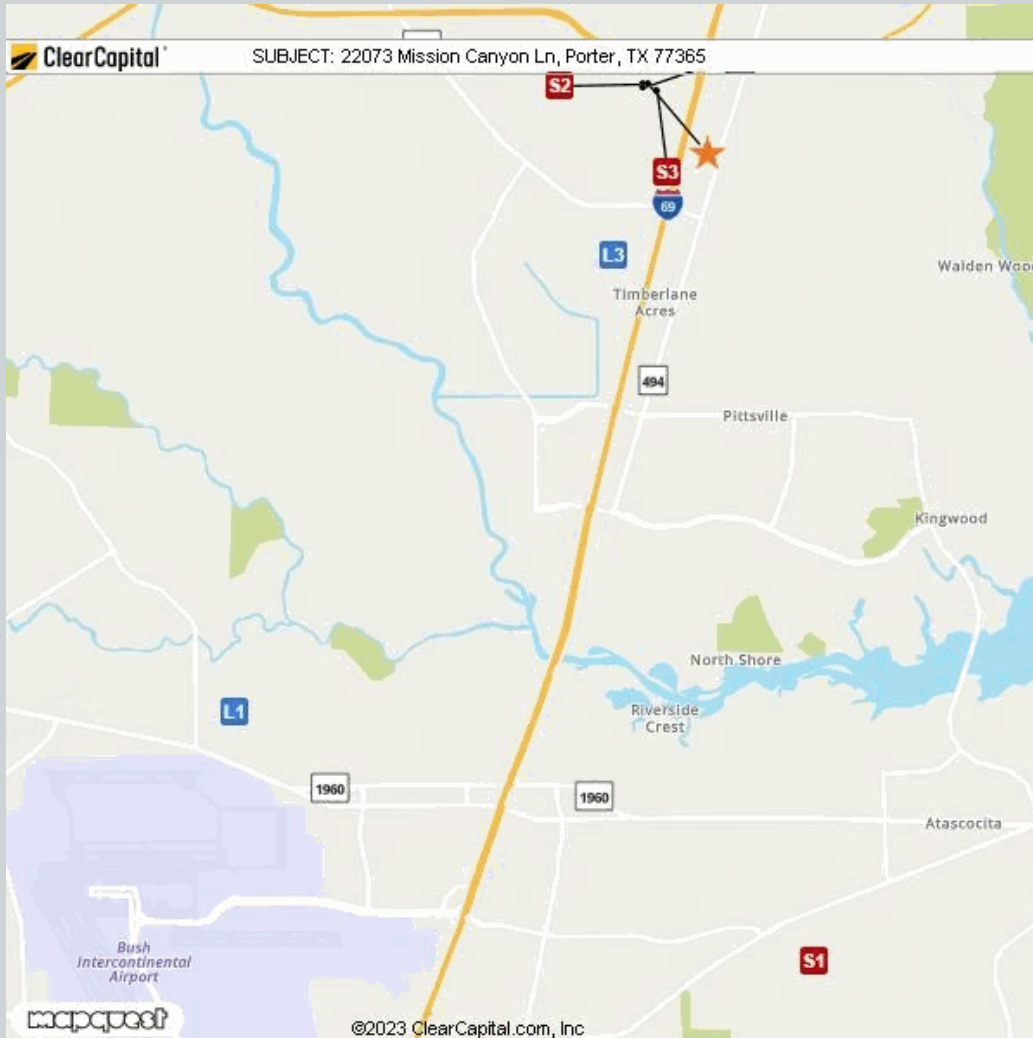 ClearCapital
SUBJECT: 22073 Mission Canyon Ln, Porter, TX 77365
S2
S3
69
L3
Walden Woo
Timberlane
Acres
494
Pittsville
Kingwood
North Shore
L1
Riverside
Crest
1960
1960
Atascocita
Bush
Intercontinental
Airport
S1
mapquest
©2023 ClearCapital.com, Inc